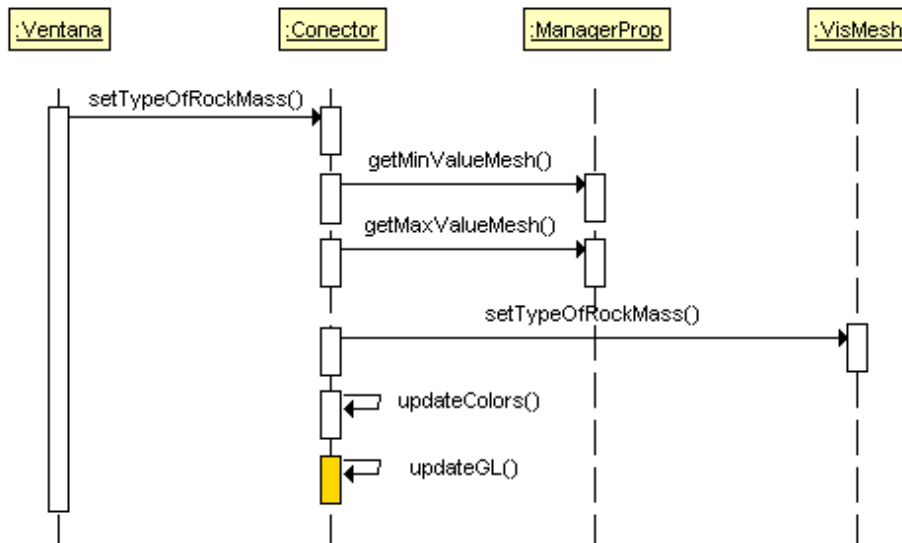 :Ventana
:Conector
:ManagerProp
:VisMesh
setTypeOfRockMass()
getMinValueMesh()
getMaxValueMesh()
setTypeOfRockMass()
updateColors()
updateGL()